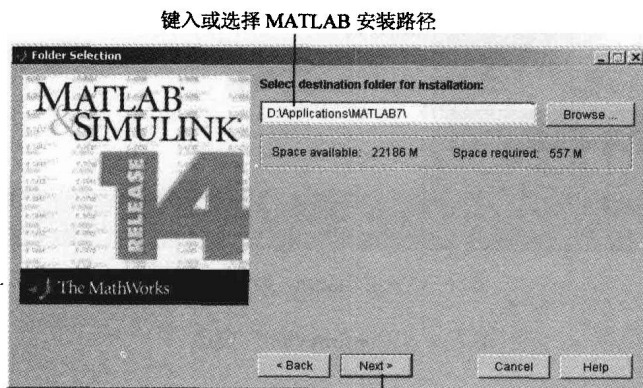 键入或选择 MATLAB 安装路径
Folder Selection
MATLAB
& SIMULINK
RELEASE
14
The MathWorks
Select destination folder for installation:
D:\Applications\MATLAB7\
Browse ...
Space available: 22186 M Space required: 557 M
< Back
Next >
Cancel
Help